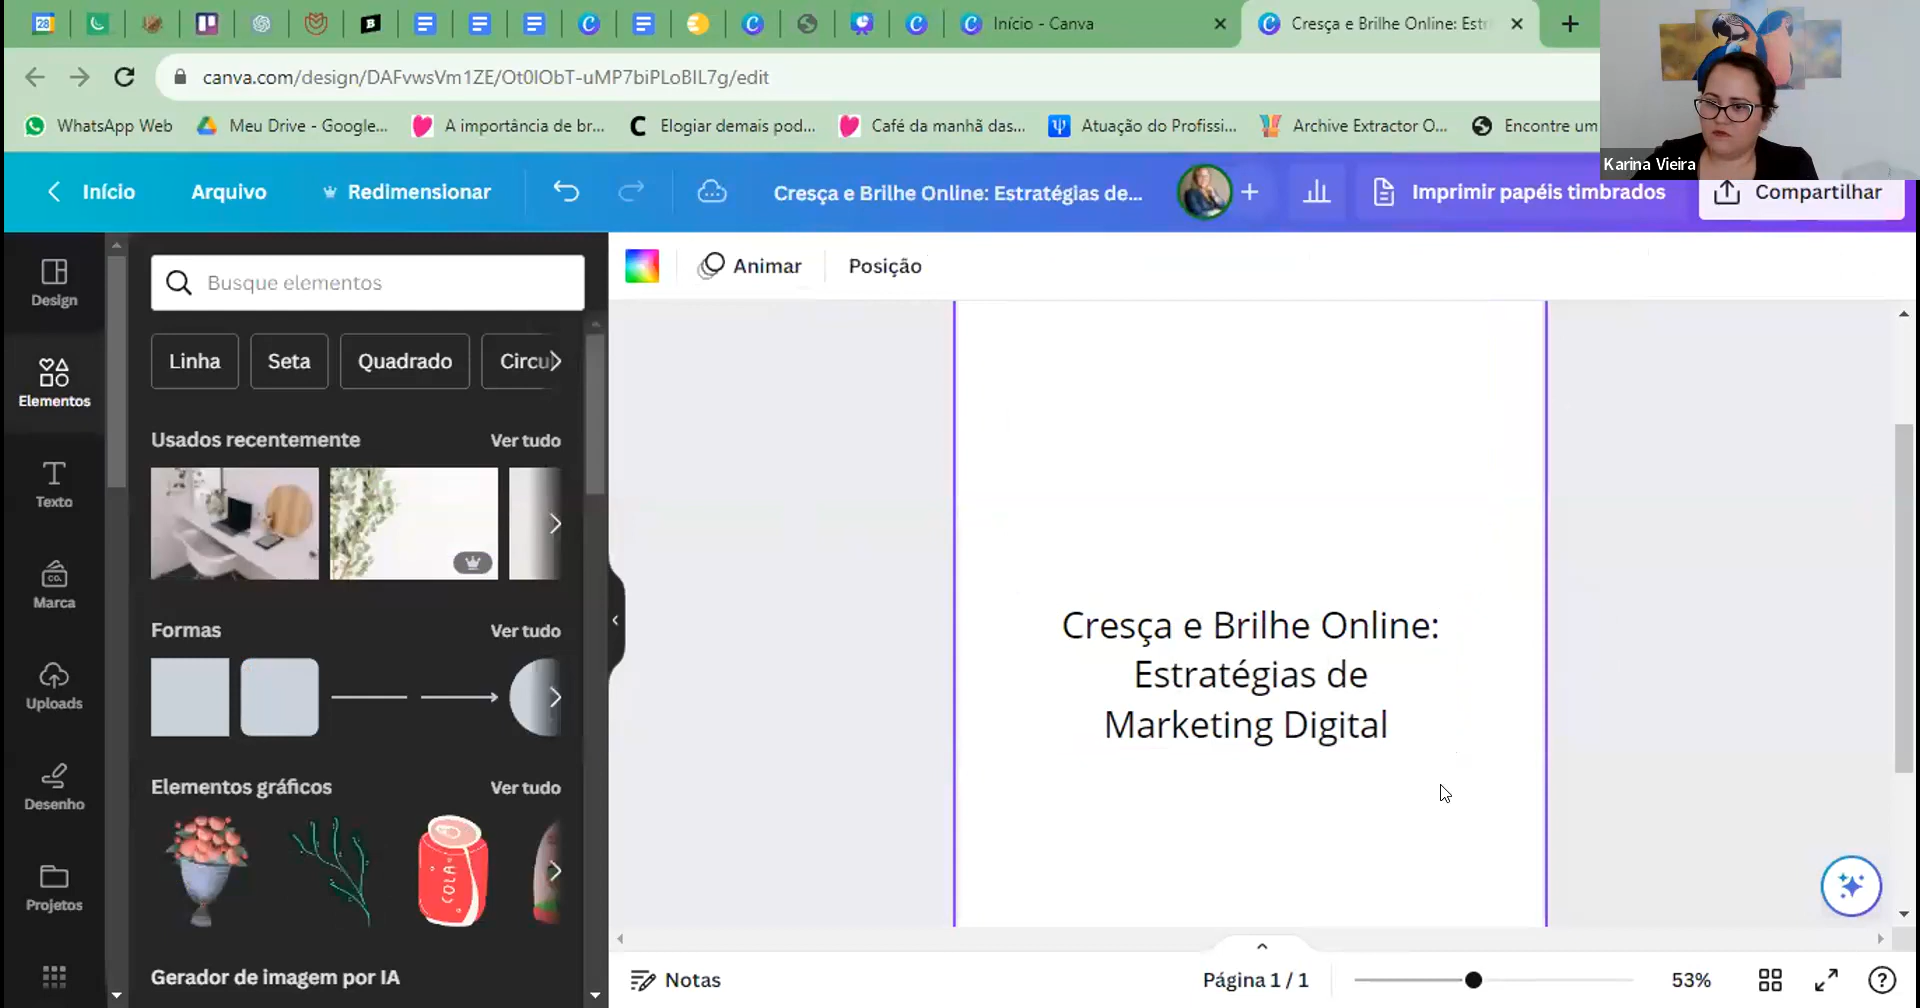 28
Início - Canva
Cresça e Brilhe Online: Estr
canva.com/design/DAFvwsVm1ZE/Ot0lObT-uMP7biPLoBIL7g/edit
WhatsApp Web
Meu Drive - Google...
A importância de br...
Elogiar demais pod...
Café da manhã das...
Atuação do Profissi...
Archive Extractor O...
Encontre um
Karina Vieira
Início
Arquivo
Redimensionar
Cresça e Brilhe Online: Estratégias de...
Imprimir papéis timbrados
Compartilhar
Design
Elementos
Texto
Marca
Uploads
Desenho
Projetos
Busque elementos
Linha
Seta
Quadrado
Circu
Usados recentemente
Ver tudo
Formas
Ver tudo
Elementos gráficos
Ver tudo
COLA
Gerador de imagem por IA
Animar
Posição
Cresça e Brilhe Online:
Estratégias de
Marketing Digital
Notas
Página 1 / 1
53%